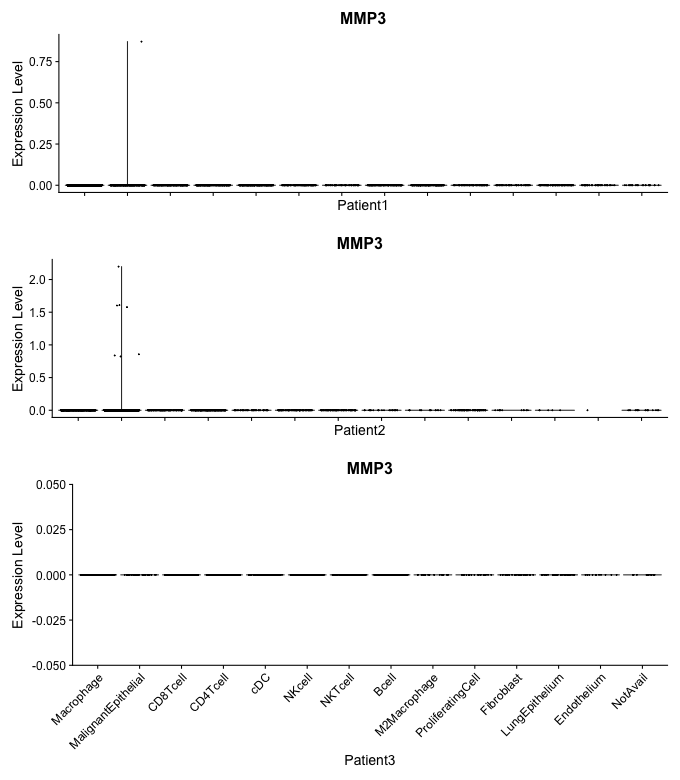 MMP3
Expression Level
0.75
0.50
0.25
0.00
Patient1
MMP3
Expression Level
2.0
1.5
1.0
0.5
0.0
Patient2
MMP3
Expression Level
0.050
0.025
0.000
-0.025
-0.050
Macrophage
MalignantEpithelial
CD8Tcell
CD4Tcell
cDC
NKcell
NKTcell
Bcell
M2Macrophage
ProliferatingCell
Fibroblast
LungEpithelium
Endothelium
NotAvail
Patient3